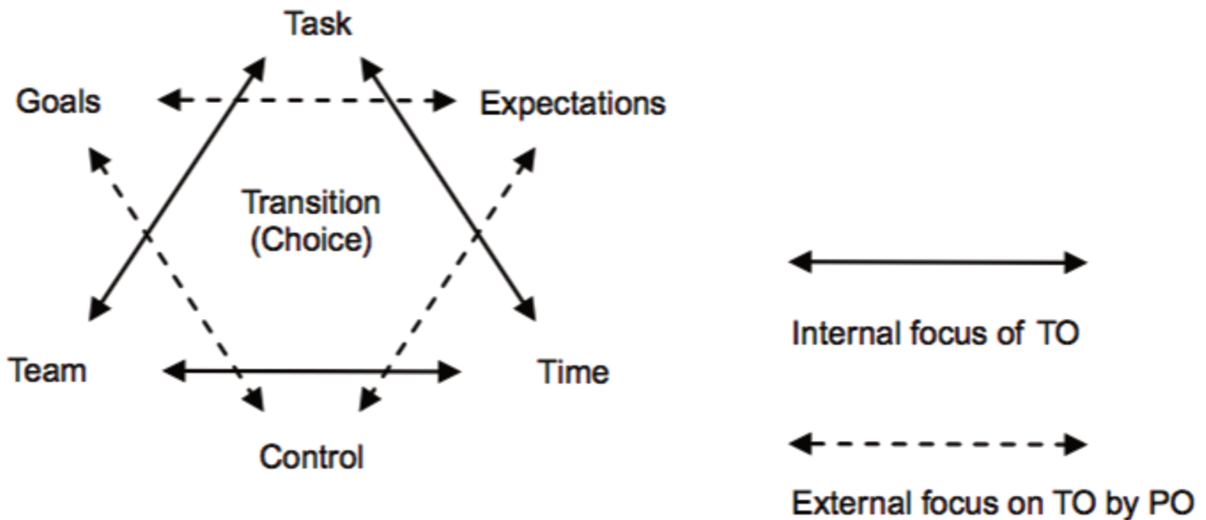 Task
Goals
Expectations
Transition
(Choice)
Team
Time
Control
Internal focus of TO
External focus on TO by PO